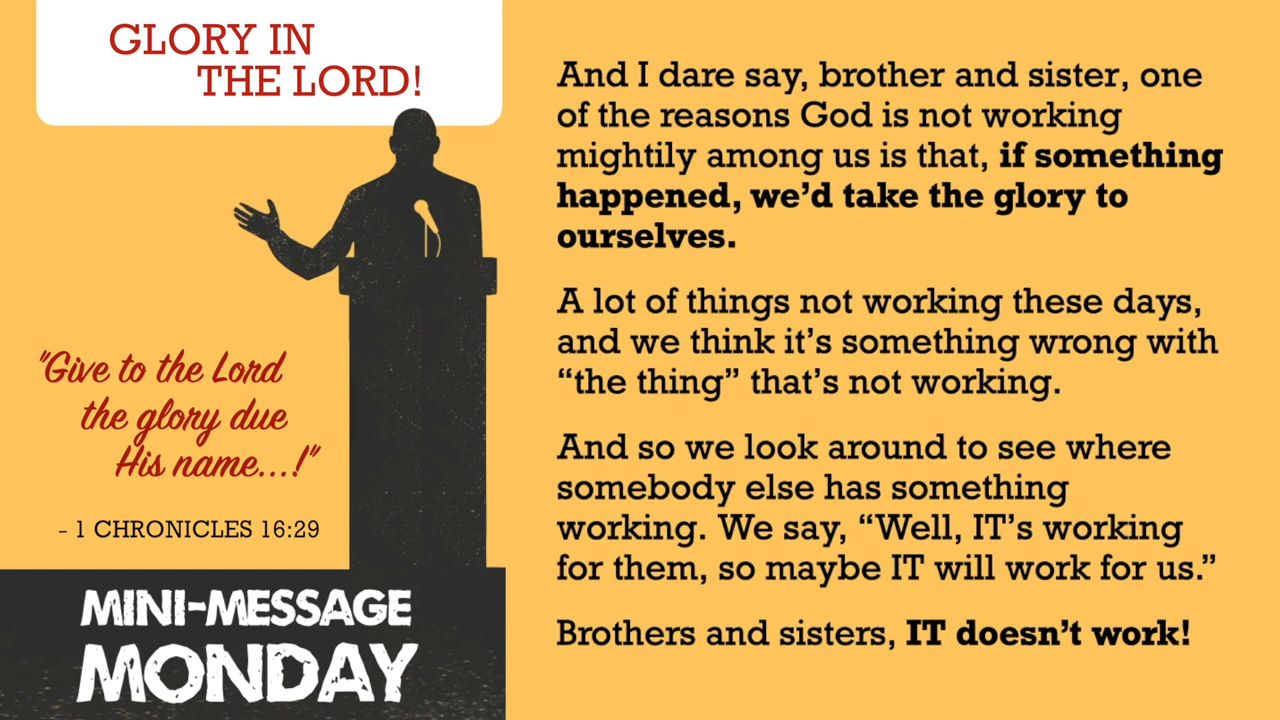 GLORY IN
THE LORD!
"Give to the Lord
the glory due
His name...!"
- 1 CHRONICLES 16:29
MINI-MESSAGE
MONDAY
And I dare say, brother and sister, one
of the reasons God is not working
mightily among us is that, if something
happened, we’d take the glory to
ourselves.
A lot of things not working these days,
and we think it’s something wrong with
“the thing” that’s not working.
And so we look around to see where
somebody else has something
working. We say, “Well, IT’s working
for them, so maybe IT will work for us.”
Brothers and sisters, IT doesn’t work!